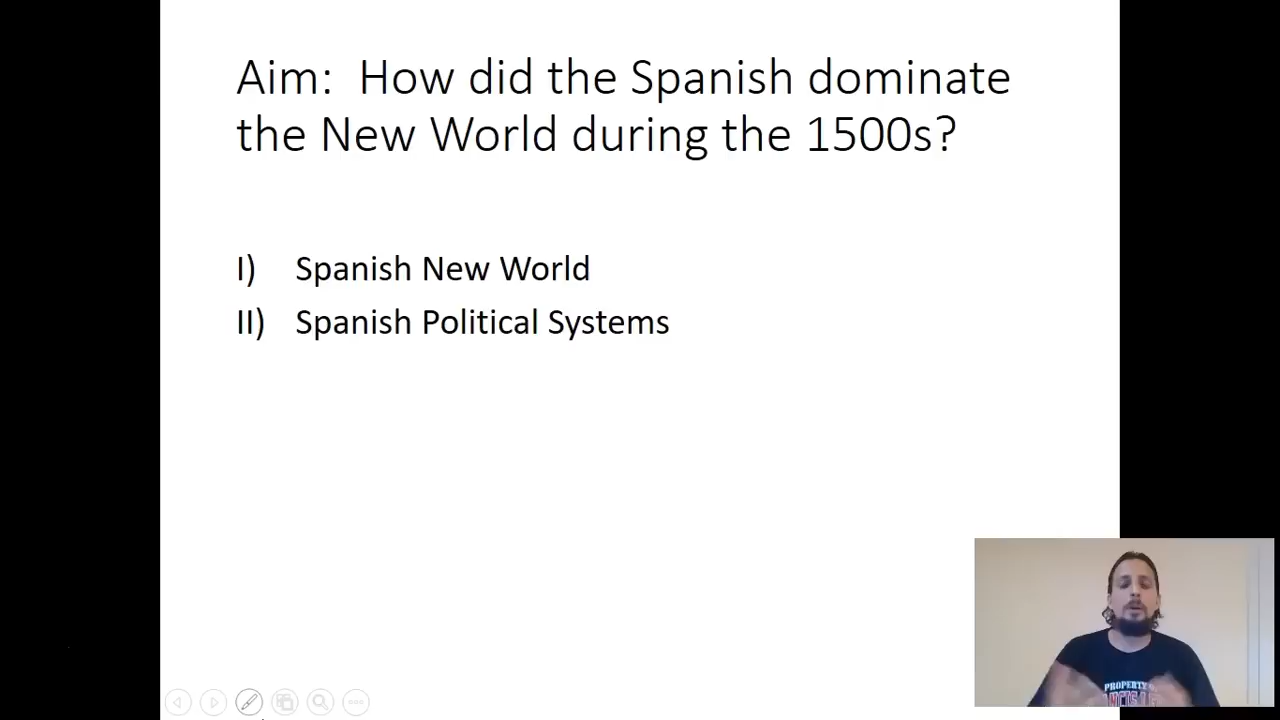 Aim:  How did the Spanish dominate
the New World during the 1500s?
I) Spanish New World
II) Spanish Political Systems
PROPERTY